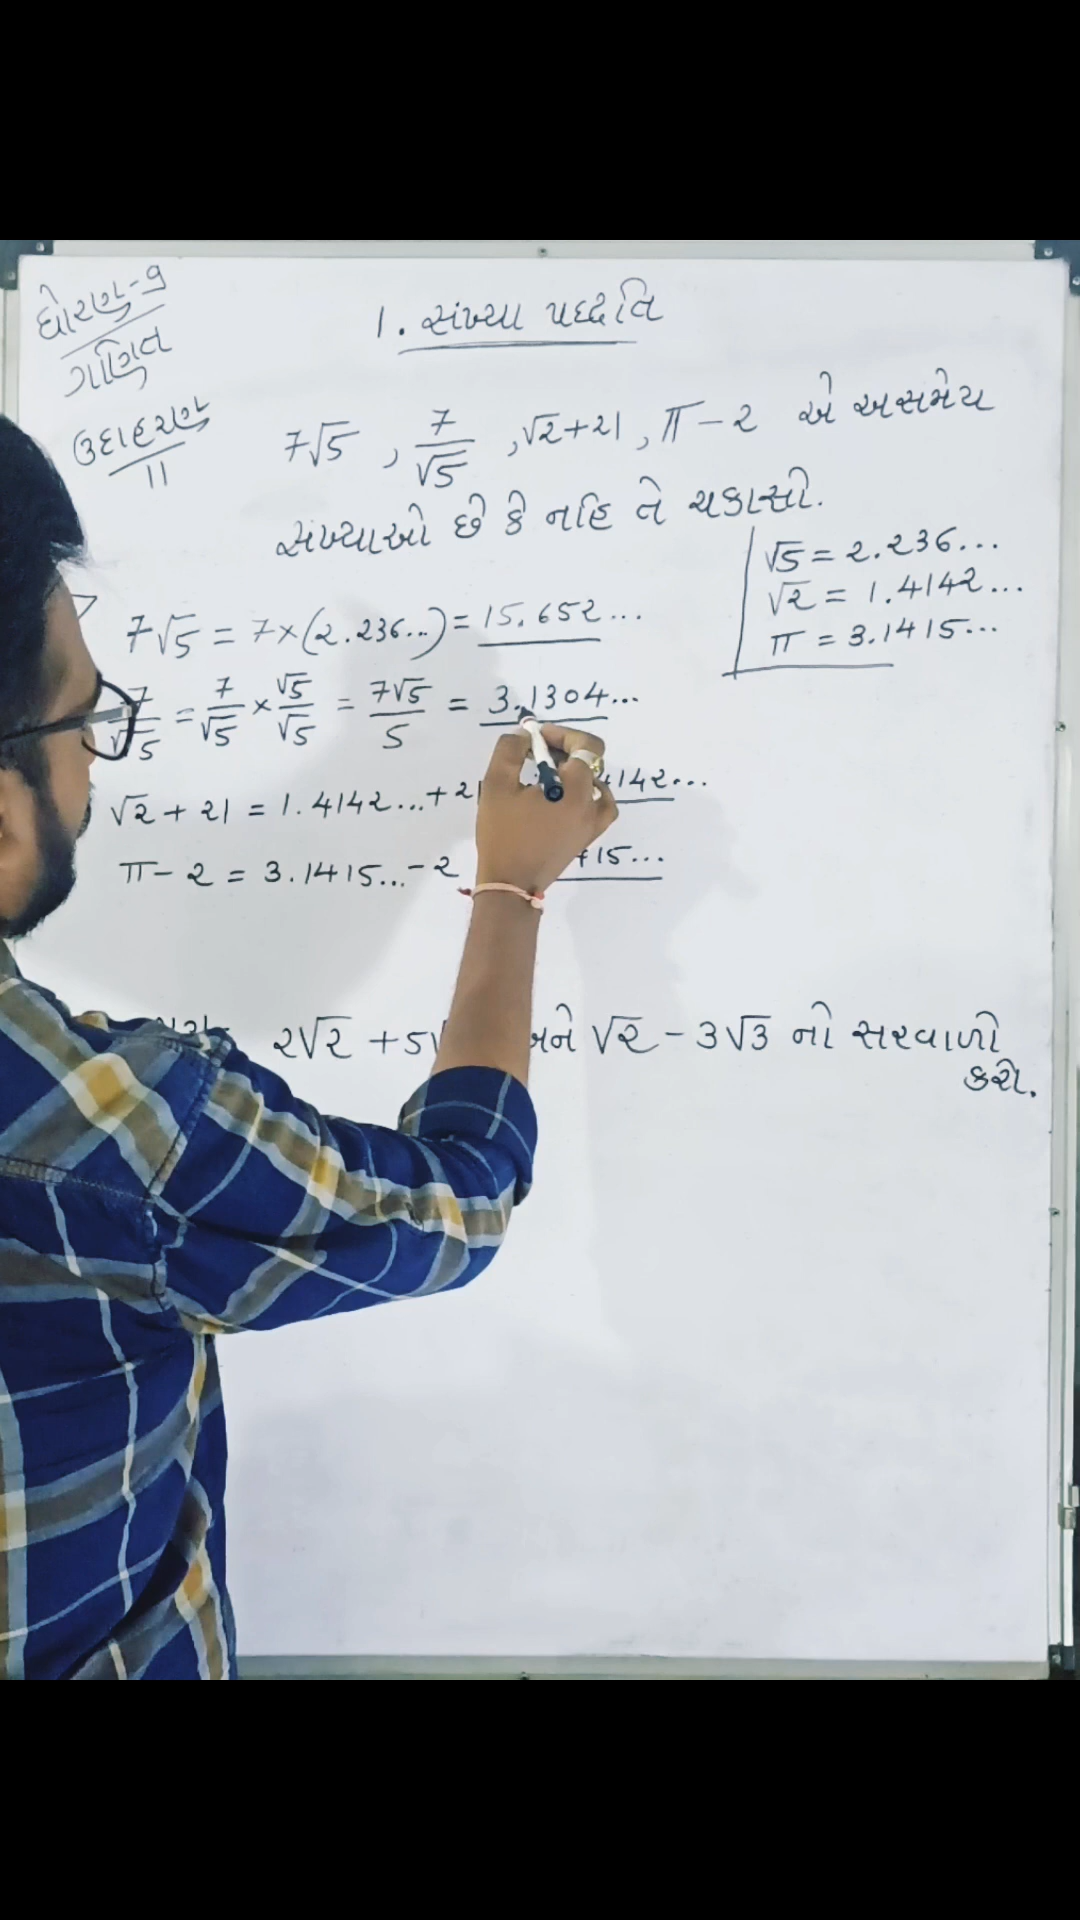 ધોરણ-૭
ગણિત
1. સંખ્યા પદ્ધતિ
ઉદાહરણ 11
7√5 , 7/√5 , √2+21 , π-2 એ અસમેય
સંખ્યાઓ છે કે નહિ તે ચકાસો.
√5 = 2.236...
√2 = 1.4142...
π = 3.1415...
7√5 = 7×(2.236...) = 15.652...
7/√5 = 7/√5 × √5/√5 = 7√5/5 = 3.1304...
√2 + 21 = 1.4142...+21 142...
π - 2 = 3.1415...-2 15...
2√2 + 5√ અને √2 - 3√3 નો સરવાળો
કરો.